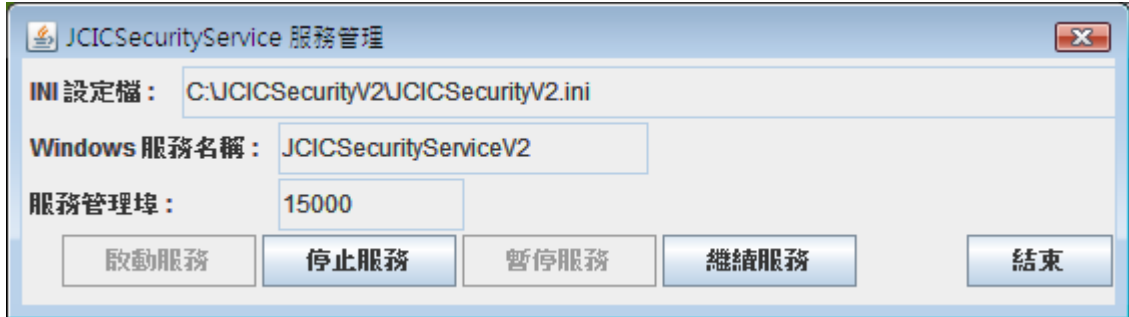 JCICSecurityService 服務管理
INI 設定檔： C:\JCICSecurityV2\JCICSecurityV2.ini
Windows 服務名稱： JCICSecurityServiceV2
服務管理埠： 15000
啟動服務 停止服務 暫停服務 繼續服務 結束